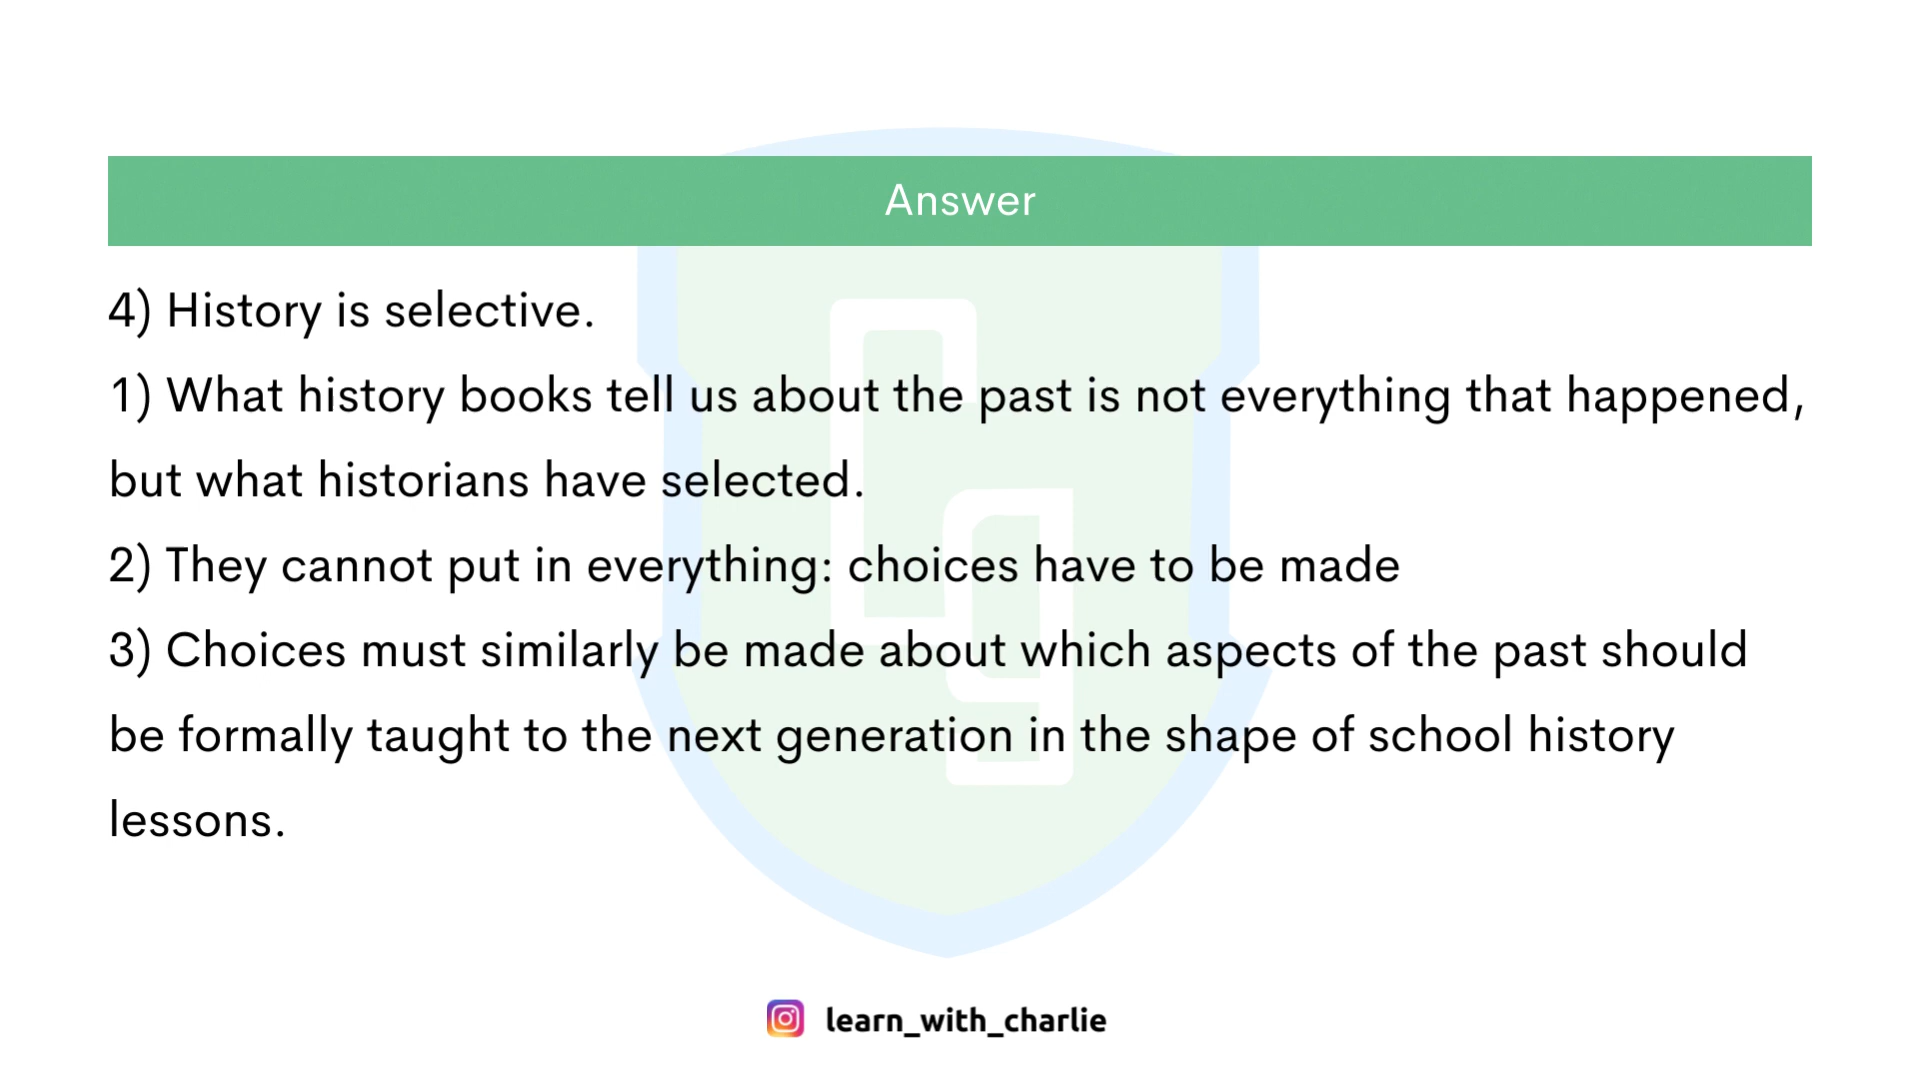 Answer
4) History is selective.
1) What history books tell us about the past is not everything that happened,
but what historians have selected.
2) They cannot put in everything: choices have to be made
3) Choices must similarly be made about which aspects of the past should
be formally taught to the next generation in the shape of school history
lessons.
learn_with_charlie